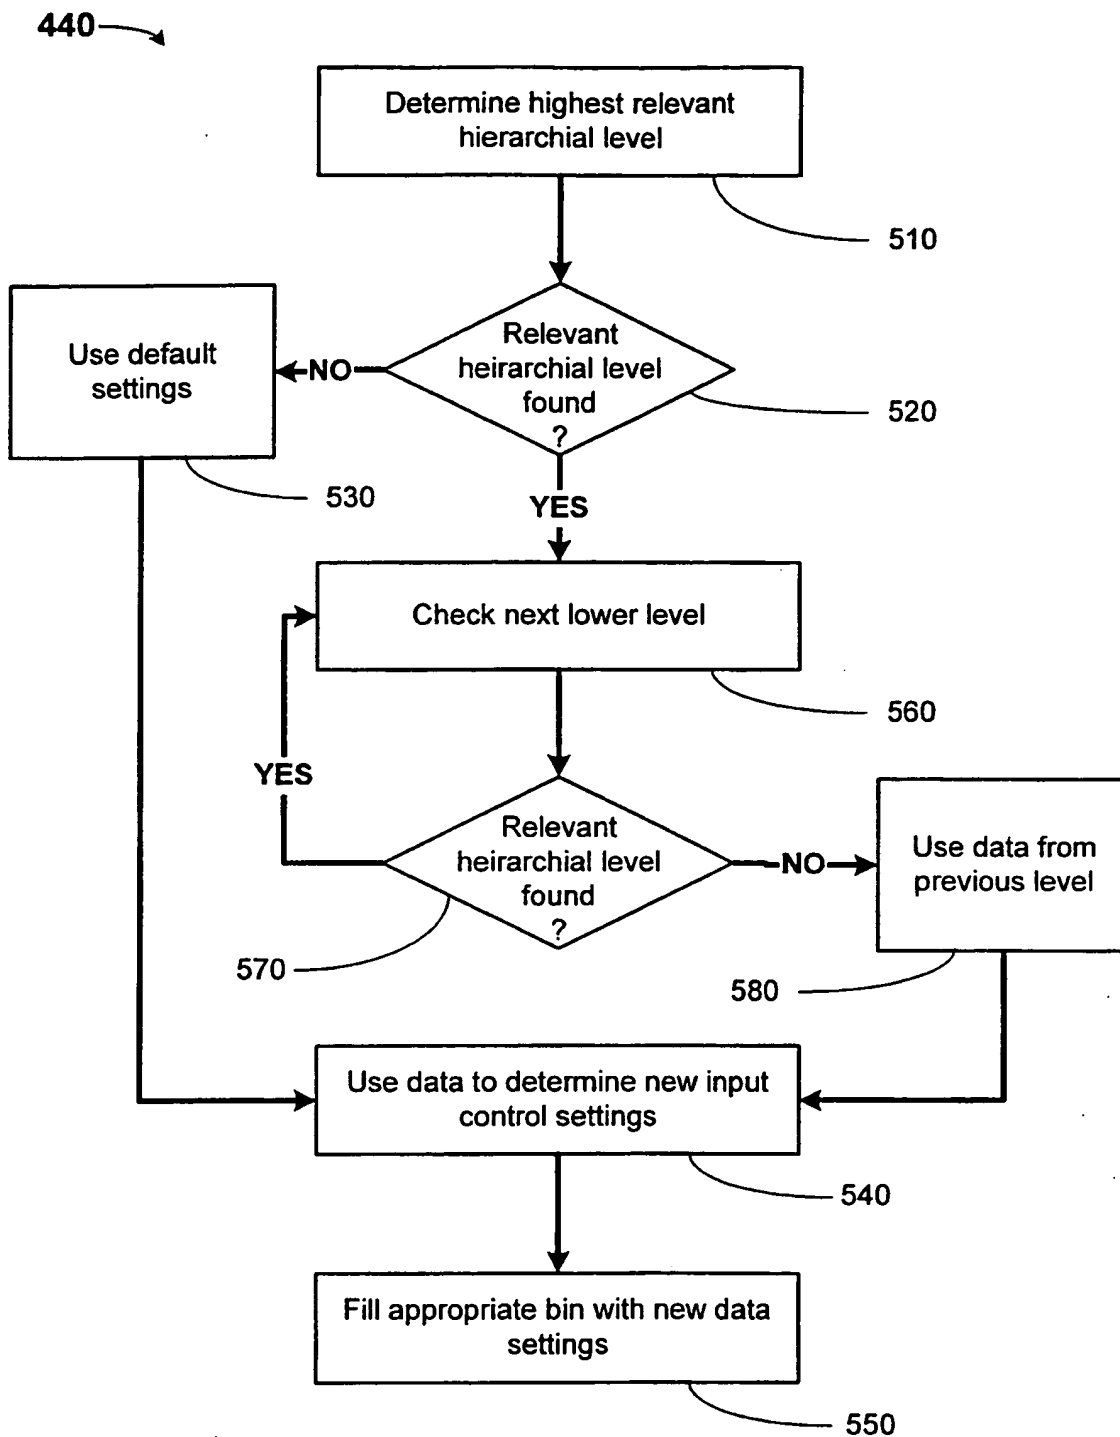 440
Determine highest relevant
hierarchial level
510
Relevant
heirarchial level
found
?
520
NO
Use default
settings
530
YES
Check next lower level
560
YES
Relevant
heirarchial level
found
?
570
NO
Use data from
previous level
580
Use data to determine new input
control settings
540
Fill appropriate bin with new data
settings
550